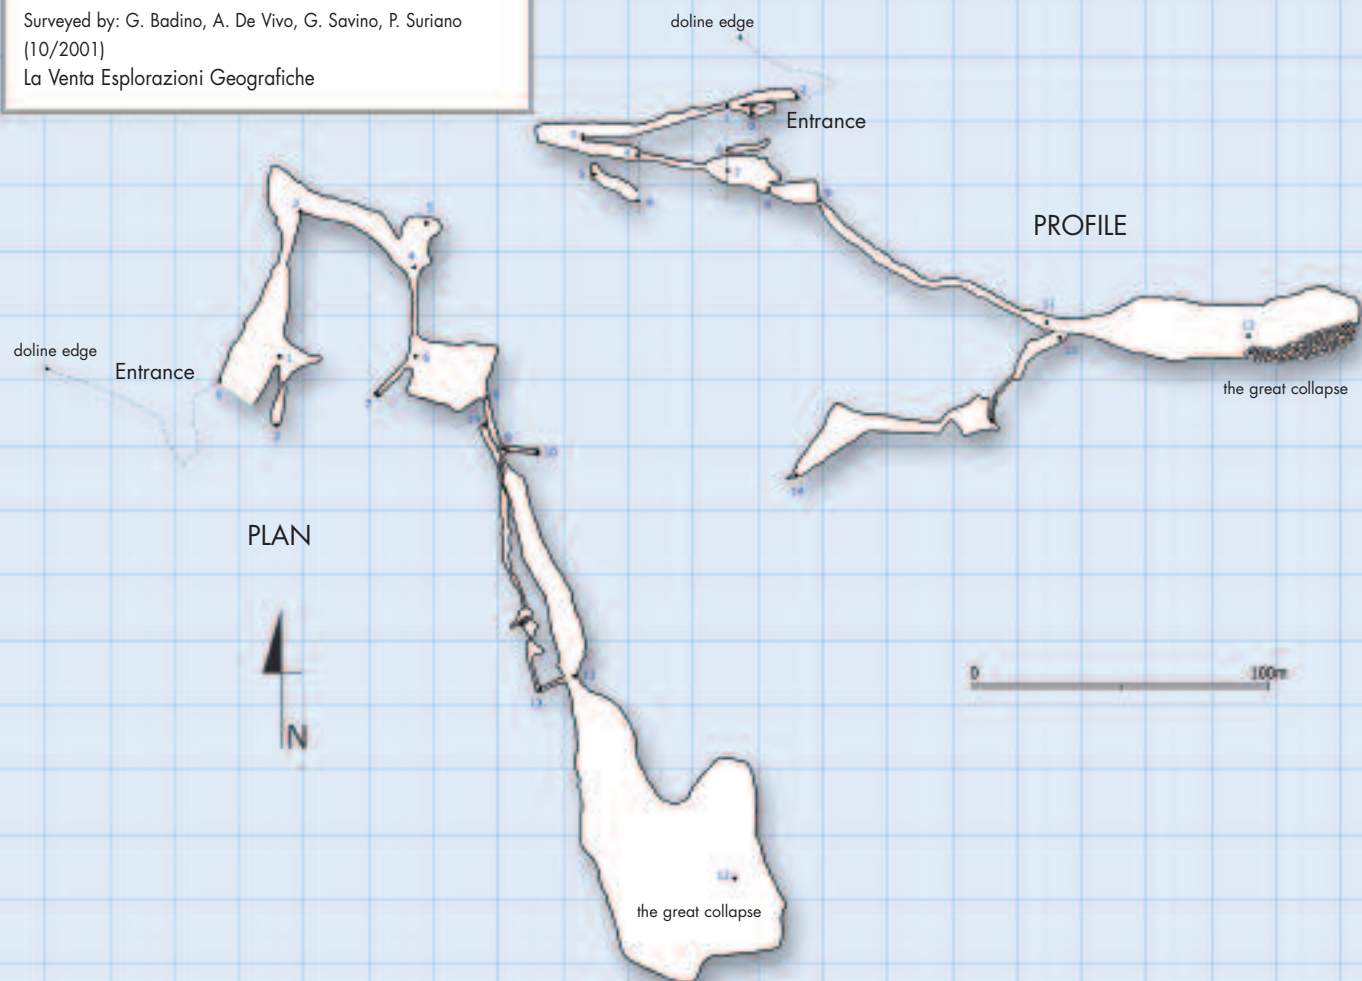 Surveyed by: G. Badino, A. De Vivo, G. Savino, P. Suriano
(10/2001)
La Venta Esplorazioni Geografiche
doline edge
Entrance
PROFILE
the great collapse
doline edge
Entrance
PLAN
N
0 100m
the great collapse